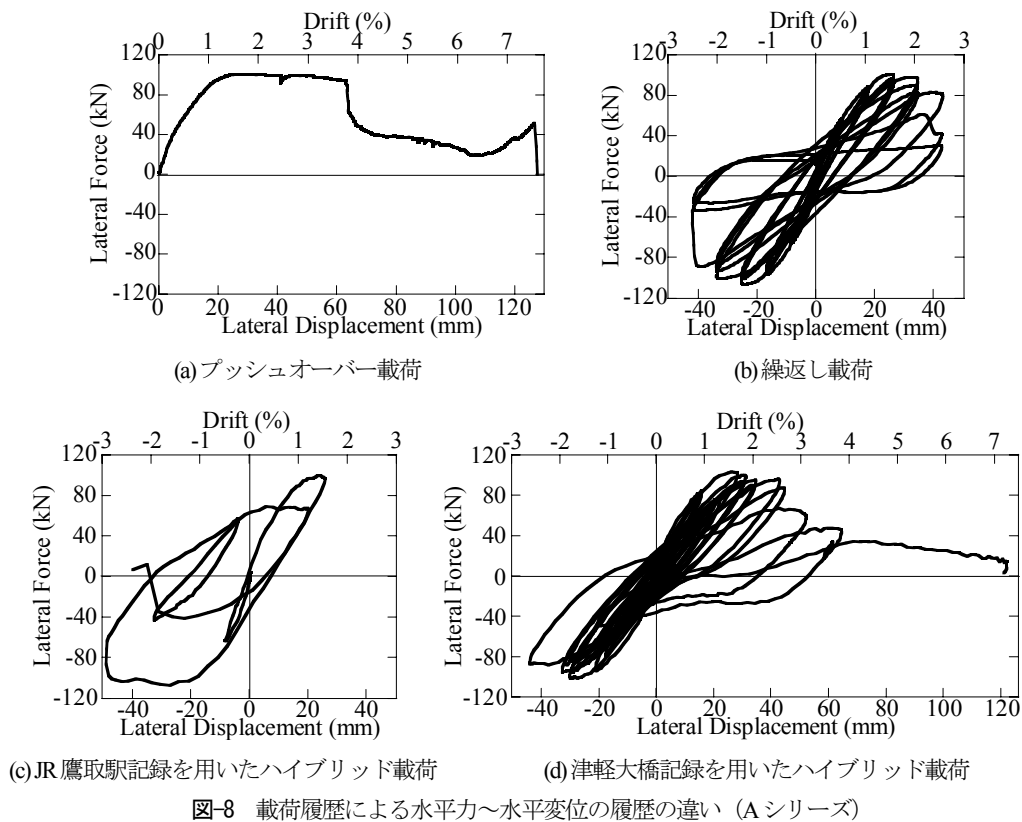 Drift (%)
0 1 2 3 4 5 6 7
120
80
40
0
-40
-80
-120
Lateral Force (kN)
0 20 40 60 80 100 120
Lateral Displacement (mm)
(a)プッシュオーバー載荷
Drift (%)
-3 -2 -1 0 1 2 3
120
80
40
0
-40
-80
-120
Lateral Force (kN)
-40 -20 0 20 40
Lateral Displacement (mm)
(b)繰返し載荷
Drift (%)
-3 -2 -1 0 1 2 3
120
80
40
0
-40
-80
-120
Lateral Force (kN)
-40 -20 0 20 40
Lateral Displacement (mm)
(c)JR鷹取駅記録を用いたハイブリッド載荷
Drift (%)
-3 -2 -1 0 1 2 3 4 5 6 7
120
80
40
0
-40
-80
-120
Lateral Force (kN)
-40 -20 0 20 40 60 80 100 120
Lateral Displacement (mm)
(d)津軽大橋記録を用いたハイブリッド載荷
図-8 載荷履歴による水平力～水平変位の履歴の違い（Aシリーズ）